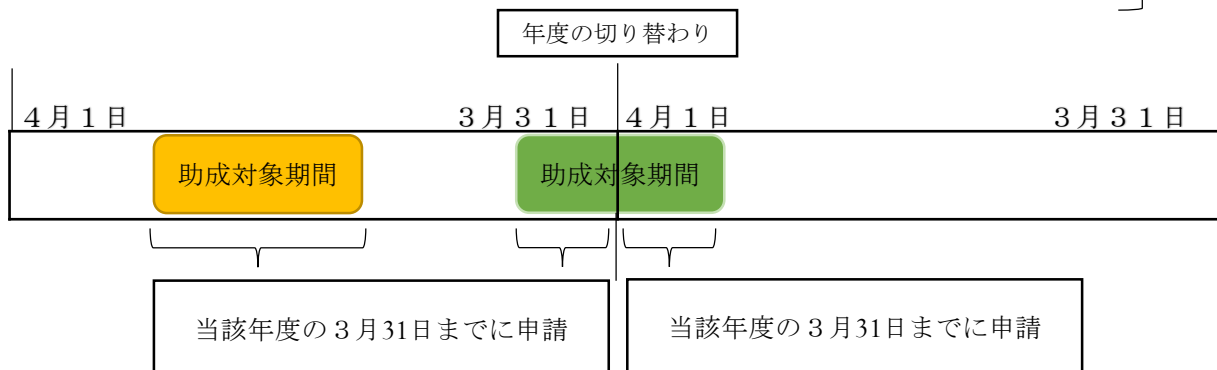 年度の切り替わり
４月１日
３月３１日
４月１日
３月３１日
助成対象期間
助成対象期間
当該年度の３月31日までに申請
当該年度の３月31日までに申請